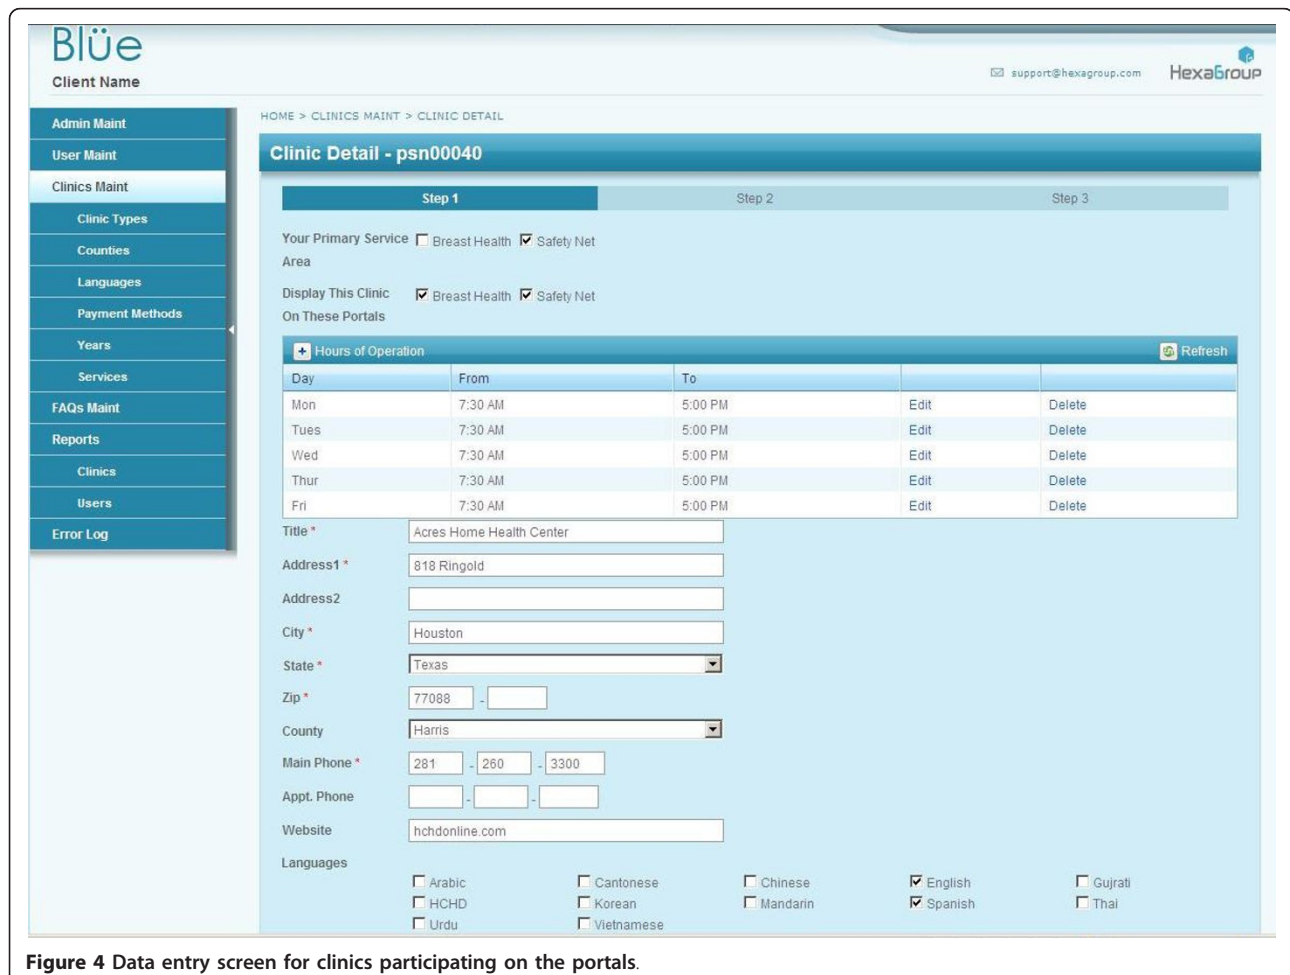 Blüe
Client Name
support@hexagroup.com
HexaGroup
Admin Maint
User Maint
Clinics Maint
Clinic Types
Counties
Languages
Payment Methods
Years
Services
FAQs Maint
Reports
Clinics
Users
Error Log
HOME > CLINICS MAINT > CLINIC DETAIL
Clinic Detail - psn00040
Step 1 Step 2 Step 3
Your Primary Service Breast Health Safety Net
Area
Display This Clinic Breast Health Safety Net
On These Portals
Hours of Operation Refresh
Day From To
Mon 7:30 AM 5:00 PM Edit Delete
Tues 7:30 AM 5:00 PM Edit Delete
Wed 7:30 AM 5:00 PM Edit Delete
Thur 7:30 AM 5:00 PM Edit Delete
Fri 7:30 AM 5:00 PM Edit Delete
Title * Acres Home Health Center
Address1 * 818 Ringold
Address2
City * Houston
State * Texas
Zip * 77088 -
County Harris
Main Phone * 281 - 260 - 3300
Appt. Phone - -
Website hchdonline.com
Languages
Arabic Cantonese Chinese English Gujrati
HCHD Korean Mandarin Spanish Thai
Urdu Vietnamese
Figure 4 Data entry screen for clinics participating on the portals.